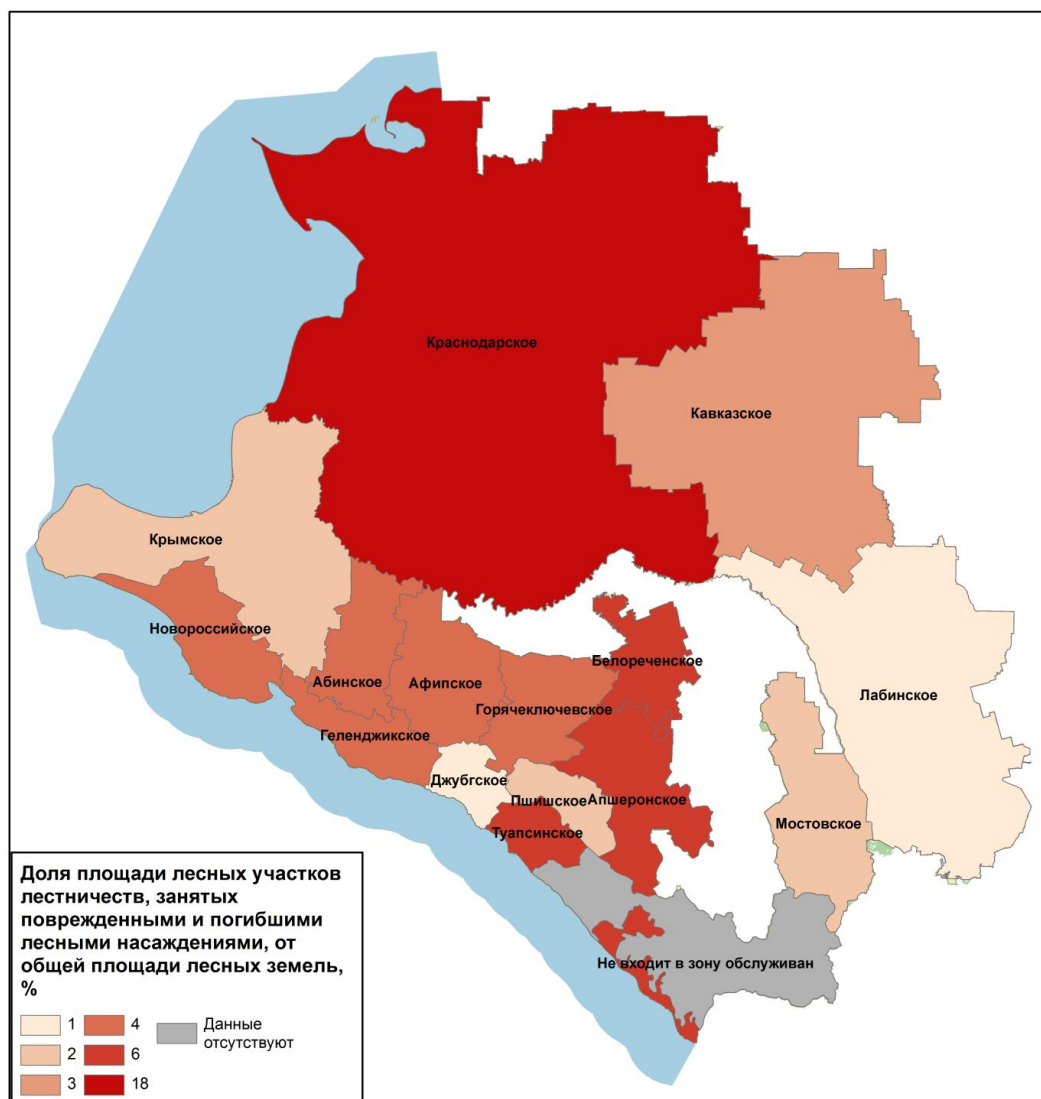 Краснодарское
Кавказское
Крымское
Новороссийское
Абинское
Афипское
Белореченское
Горячеключевское
Геленджикское
Лабинское
Джубгское
Пшишское
Апшеронское
Туапсинское
Мостовское
Не входит в зону обслуживан
Доля площади лесных участков
лестничеств, занятых
поврежденными и погибшими
лесными насаждениями, от
общей площади лесных земель,
%
1
4
Данные
отсутствуют
2
6
3
18